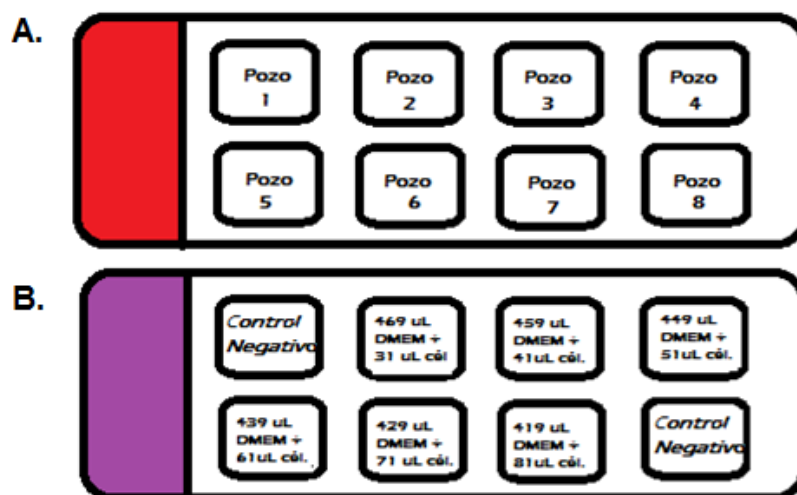 A.
Pozo
1
Pozo
2
Pozo
3
Pozo
4
Pozo
5
Pozo
6
Pozo
7
Pozo
8
B.
Control
Negativo
469 uL
DMEM +
31 uL cél
459 uL
DMEM +
41uL cél.
449 uL
DMEM +
51uL cél.
439 uL
DMEM +
61uL cél.
429 uL
DMEM +
71 uL cél.
419 uL
DMEM +
81uL cél.
Control
Negativo